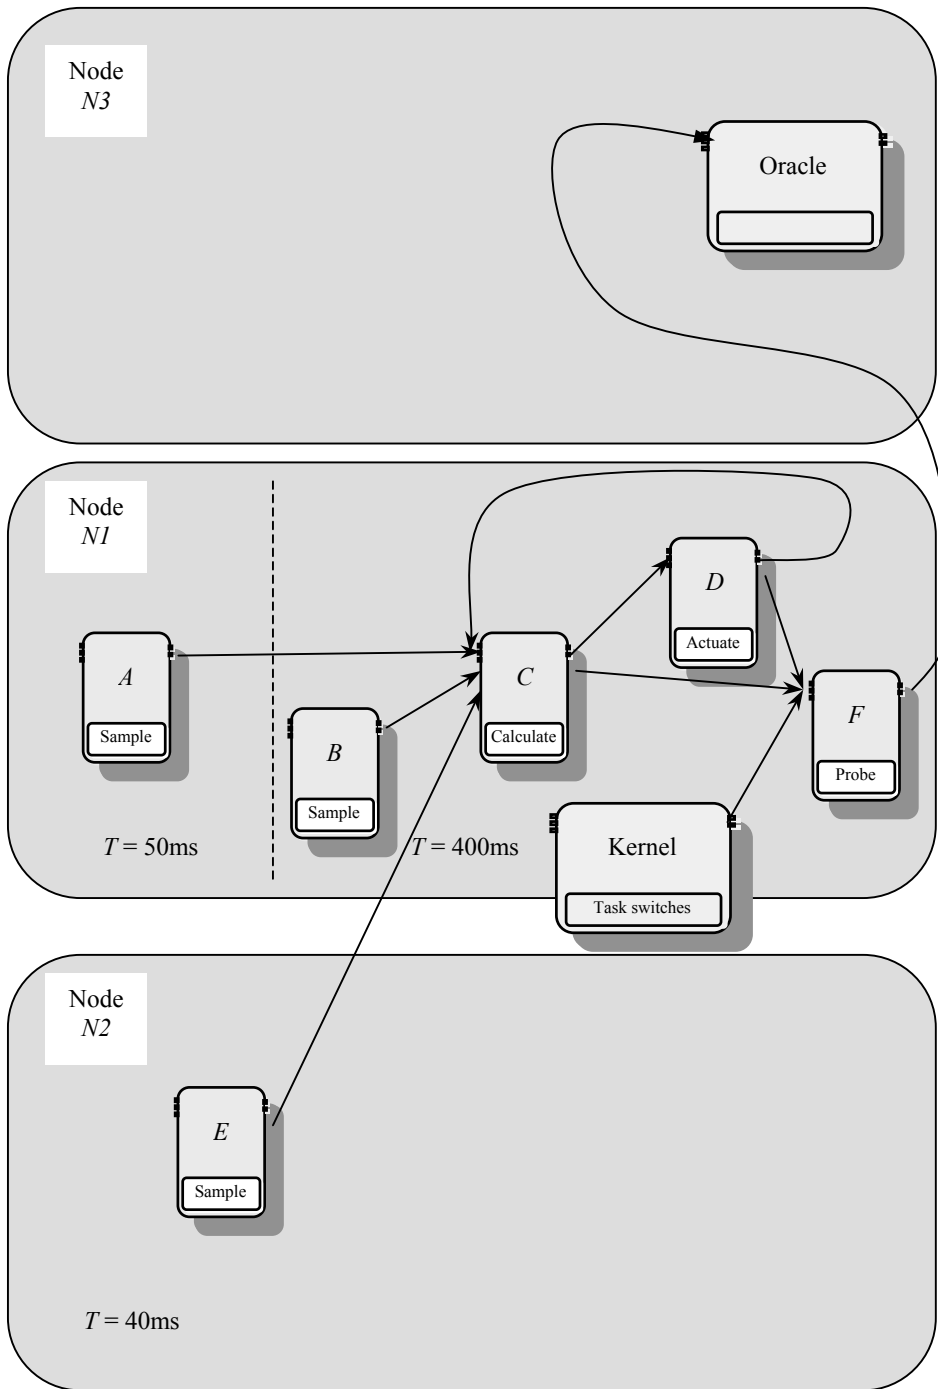 Node
N3
Oracle
Node
N1
D
Actuate
A
Sample
C
Calculate
B
Sample
F
Probe
T = 50ms
T = 400ms
Kernel
Task switches
Node
N2
E
Sample
T = 40ms